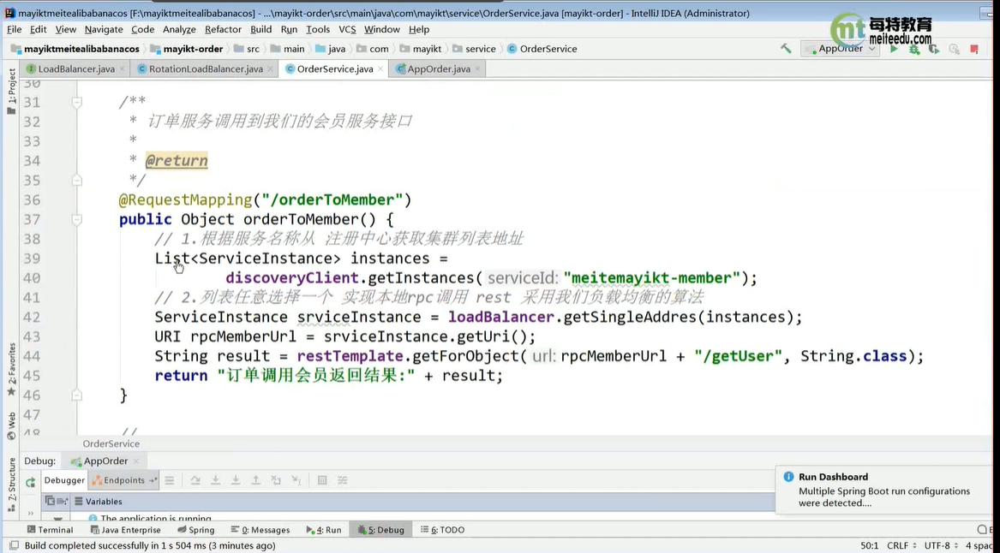 mayiktmeitealibabanacos [F:\mayiktmeitealibabanacos] - ...\mayikt-order\src\main\java\com\mayikt\service\OrderService.java [mayikt-order] - IntelliJ IDEA (Administrator)
File Edit View Navigate Code Analyze Refactor Build Run Tools VCS Window Help
mt 每特教育
meiteedu.com
mayiktmeitealibabanacos mayikt-order src main java com mayikt service OrderService AppOrder
LoadBalancer.java RotationLoadBalancer.java OrderService.java AppOrder.java
1: Project
30
31 /**
32 * 订单服务调用到我们的会员服务接口
33 *
34 * @return
35 */
36 @RequestMapping("/orderToMember")
37 public Object orderToMember() {
38 // 1.根据服务名称从 注册中心获取集群列表地址
39 List<ServiceInstance> instances =
40 discoveryClient.getInstances( serviceId: "meitemayikt-member");
41 // 2.列表任意选择一个 实现本地rpc调用 rest 采用我们负载均衡的算法
42 ServiceInstance srviceInstance = loadBalancer.getSingleAddres(instances);
43 URI rpcMemberUrl = srviceInstance.getUri();
44 String result = restTemplate.getForObject( url: rpcMemberUrl + "/getUser", String.class);
45 return "订单调用会员返回结果:" + result;
46 }
47
48 //
2: Favorites
Web
Z: Structure
OrderService
Debug: AppOrder
Debugger Endpoints
Variables
The application is running
Run Dashboard
Multiple Spring Boot run configurations
were detected....
Terminal Java Enterprise Spring 0: Messages 4: Run 5: Debug 6: TODO
Build completed successfully in 1 s 504 ms (3 minutes ago) 50:1 CRLF UTF-8 4 spac